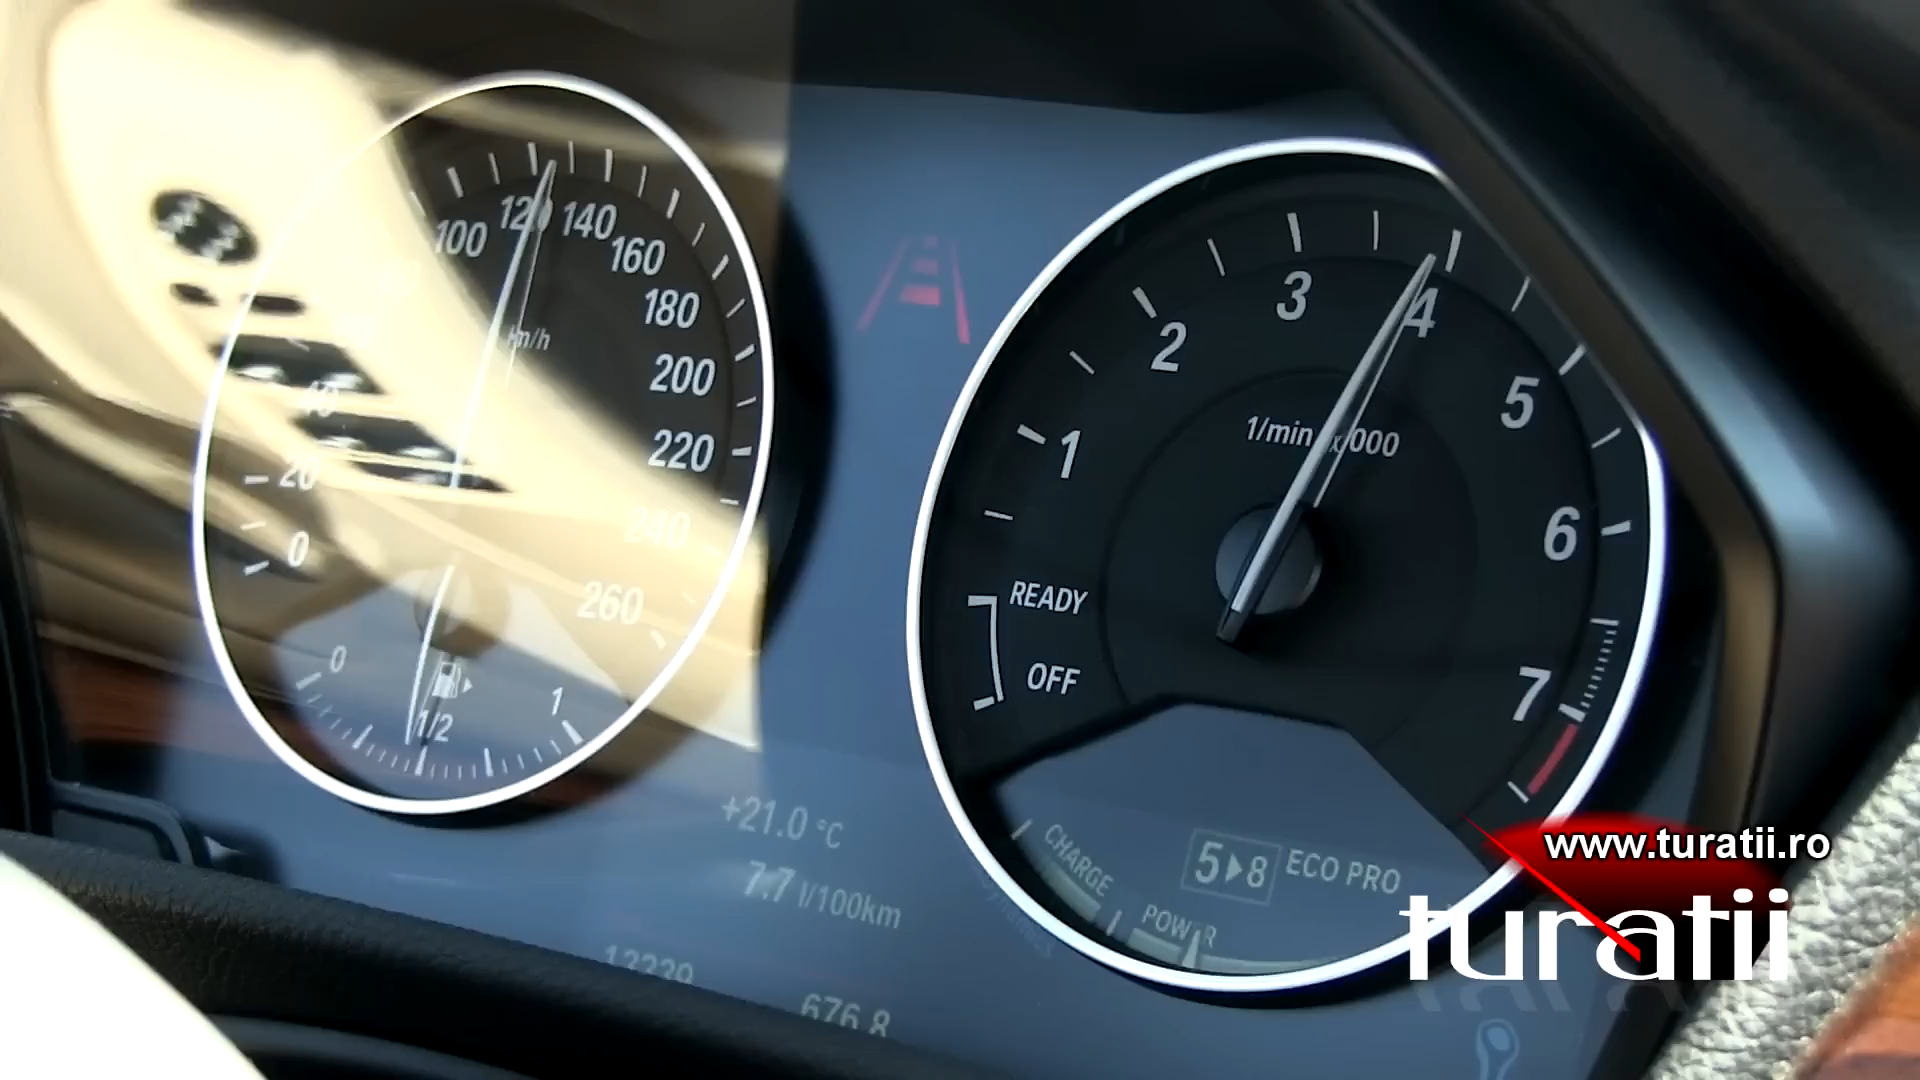 100
120
140
160
180
200
220
240
260
km/h
40
20
0
0
1/2
1
+21.0 °C
7.7 l/100km
13339
676.8
1
2
3
4
5
6
7
1/min x1000
READY
OFF
CHARGE
POWER
5▶8 ECO PRO
www.turatii.ro
turatii